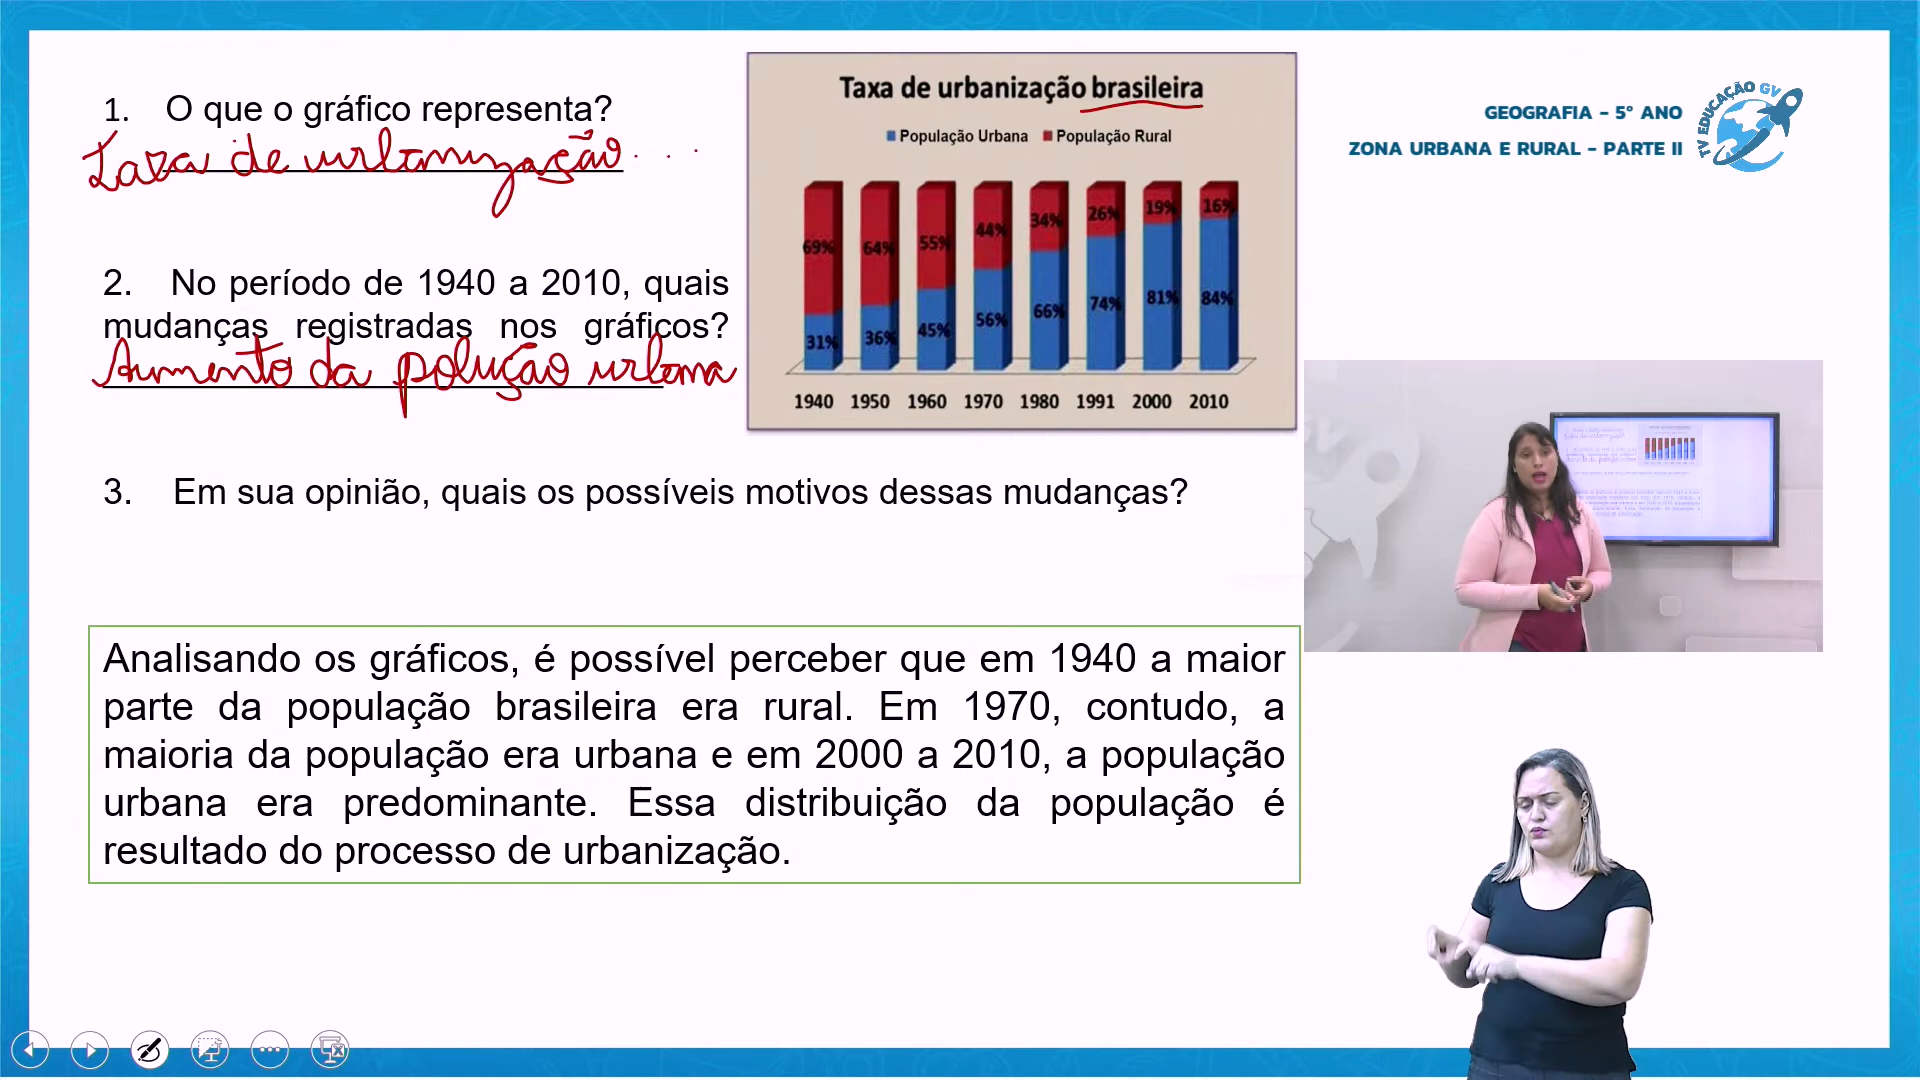 1. O que o gráfico representa?
Taxa de urbanização...
2. No período de 1940 a 2010, quais
mudanças registradas nos gráficos?
Aumento da polução urbana
Taxa de urbanização brasileira
População Urbana População Rural
69% 64% 55% 44% 34% 26% 19% 16%
31% 36% 45% 56% 66% 74% 81% 84%
1940 1950 1960 1970 1980 1991 2000 2010
GEOGRAFIA - 5° ANO
ZONA URBANA E RURAL - PARTE II
TV EDUCAÇÃO GV
3. Em sua opinião, quais os possíveis motivos dessas mudanças?
Analisando os gráficos, é possível perceber que em 1940 a maior
parte da população brasileira era rural. Em 1970, contudo, a
maioria da população era urbana e em 2000 a 2010, a população
urbana era predominante. Essa distribuição da população é
resultado do processo de urbanização.
GV